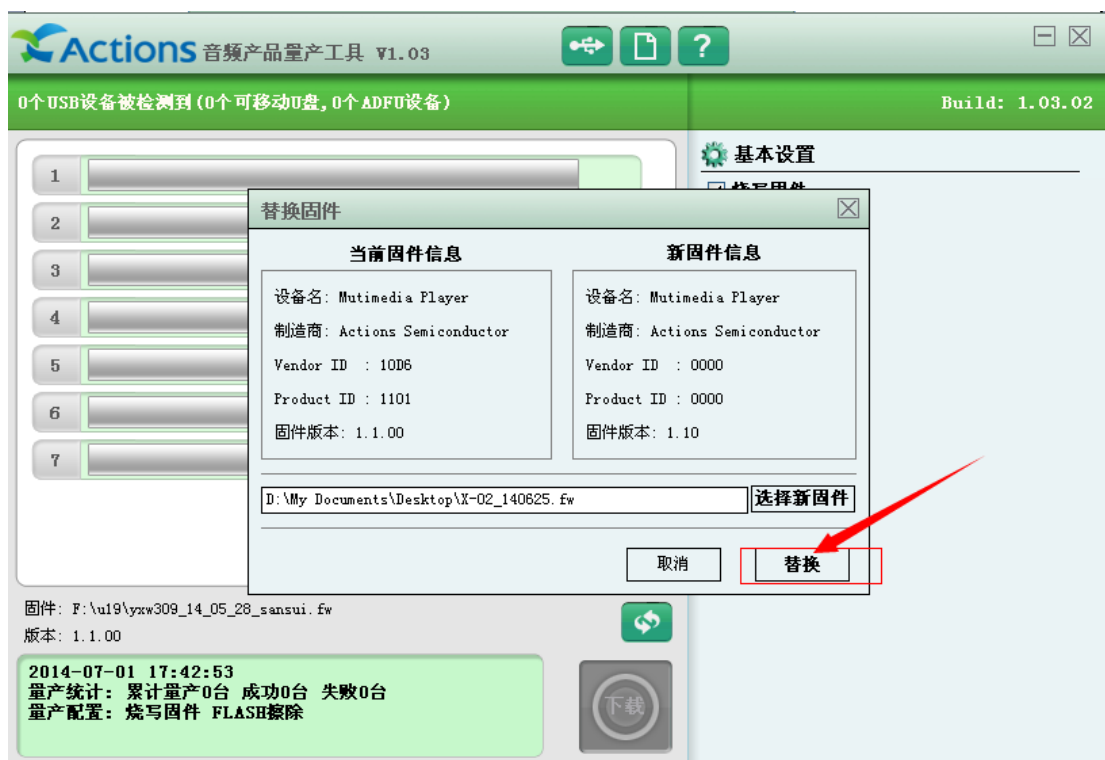 Actions 音频产品量产工具 V1.03
?
0个USB设备被检测到(0个可移动U盘,0个ADFU设备)
Build: 1.03.02
基本设置
烧写固件
1
2
3
4
5
6
7
替换固件
当前固件信息
设备名: Mutimedia Player
制造商: Actions Semiconductor
Vendor ID : 10D6
Product ID : 1101
固件版本: 1.1.00
新固件信息
设备名: Mutimedia Player
制造商: Actions Semiconductor
Vendor ID : 0000
Product ID : 0000
固件版本: 1.10
D:\My Documents\Desktop\X-02_140625.fw
选择新固件
取消
替换
固件: F:\u19\yxw309_14_05_28_sansui.fw
版本: 1.1.00
2014-07-01 17:42:53
量产统计: 累计量产0台 成功0台 失败0台
量产配置: 烧写固件 FLASH擦除
下载